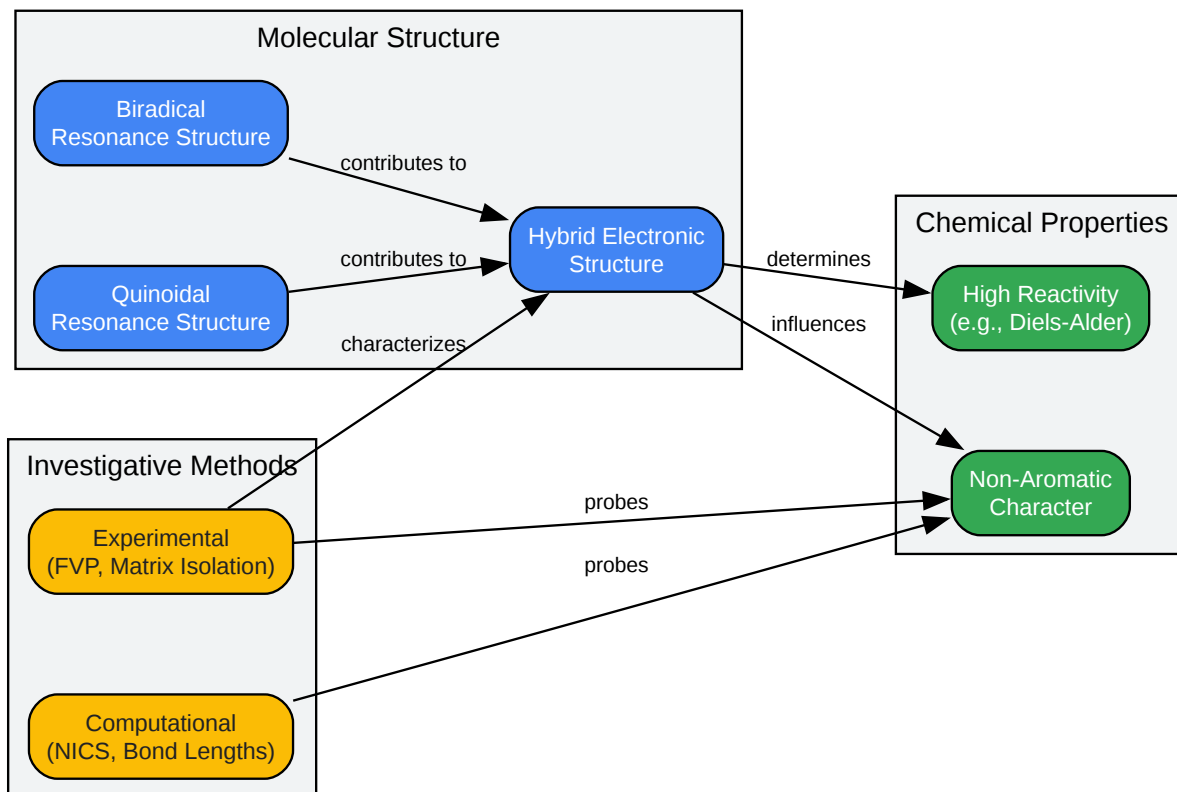 Molecular Structure
Biradical
Resonance Structure
contributes to
Quinoidal
Resonance Structure
contributes to
Hybrid Electronic
Structure
characterizes
determines
influences
Chemical Properties
High Reactivity
(e.g., Diels-Alder)
Non-Aromatic
Character
Investigative Methods
Experimental
(FVP, Matrix Isolation)
probes
probes
Computational
(NICS, Bond Lengths)